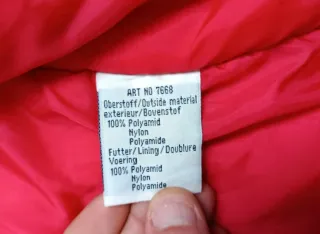 ART NO 7668
Oberstoff/Outside material
exterieur/Bovenstof
100% Polyamid
Nylon
Polyamide
Futter/Lining/Doublure
Voering
100% Polyamid
Nylon
Polyamide